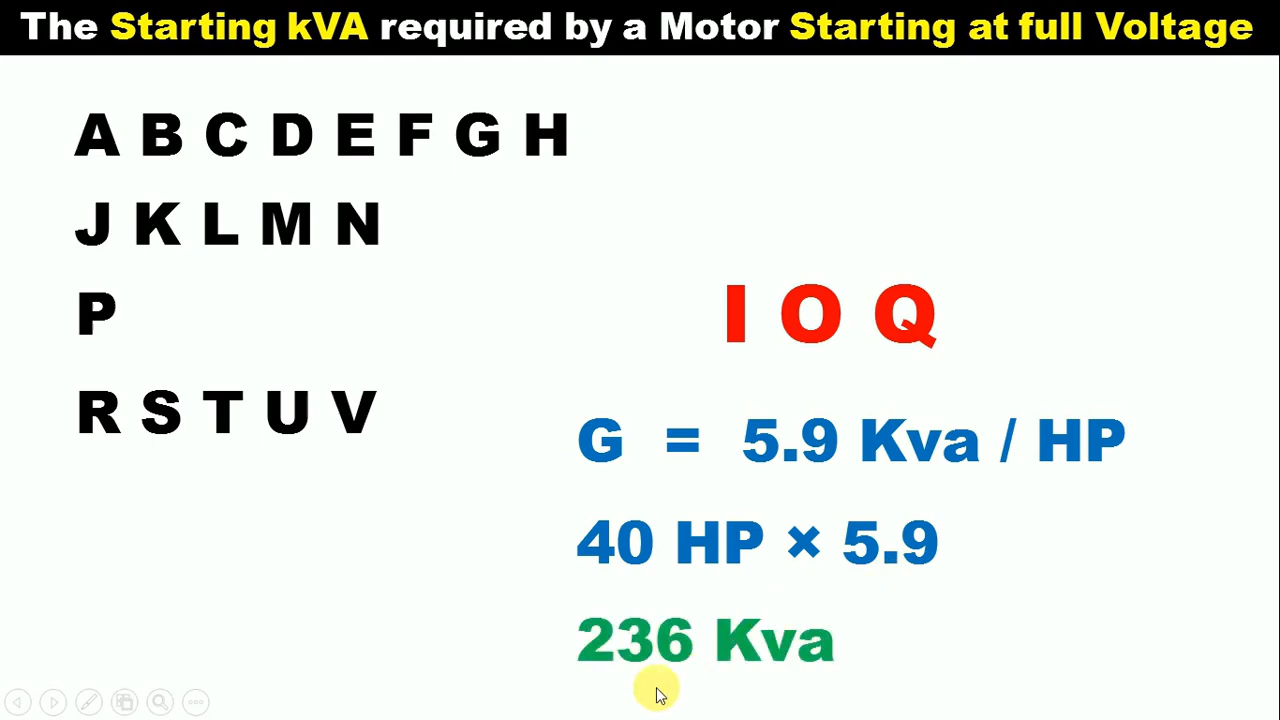 The Starting kVA required by a Motor Starting at full Voltage
A B C D E F G H
J K L M N
P
R S T U V
I O Q
G = 5.9 Kva / HP
40 HP × 5.9
236 Kva